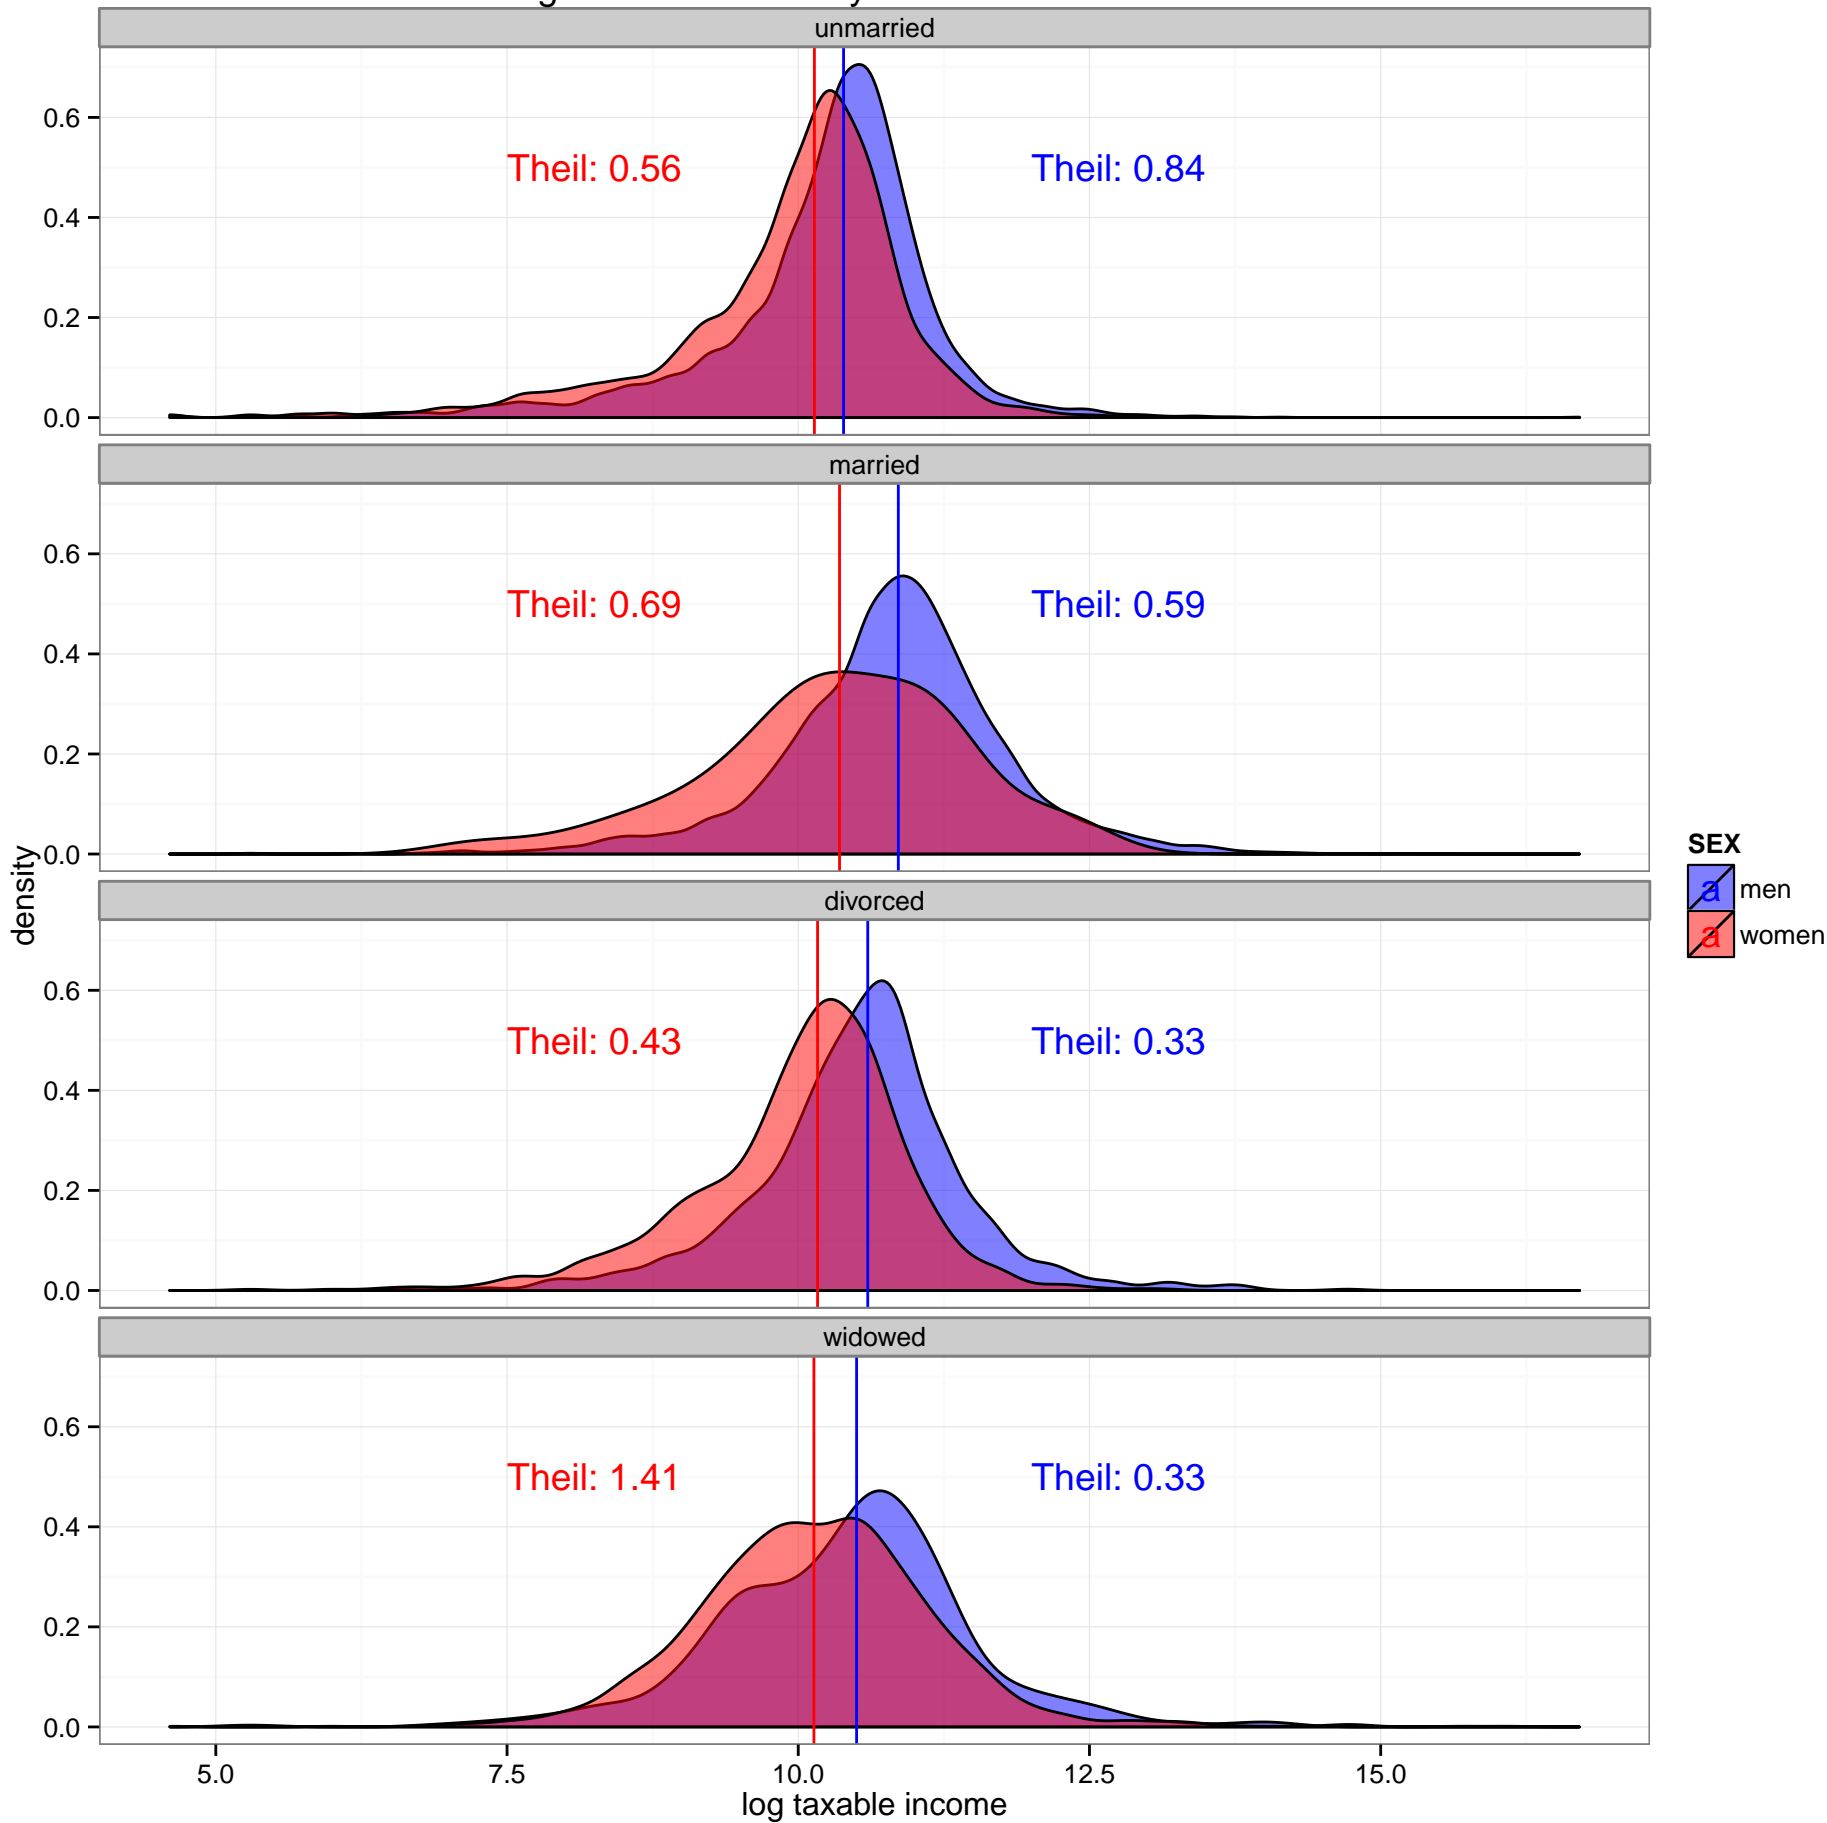 unmarried
0.6
0.4
0.2
0.0
Theil: 0.56
Theil: 0.84
married
0.6
0.4
0.2
0.0
Theil: 0.69
Theil: 0.59
divorced
0.6
0.4
0.2
0.0
Theil: 0.43
Theil: 0.33
widowed
0.6
0.4
0.2
0.0
Theil: 1.41
Theil: 0.33
5.0
7.5
10.0
12.5
15.0
log taxable income
density
SEX
a men
a women